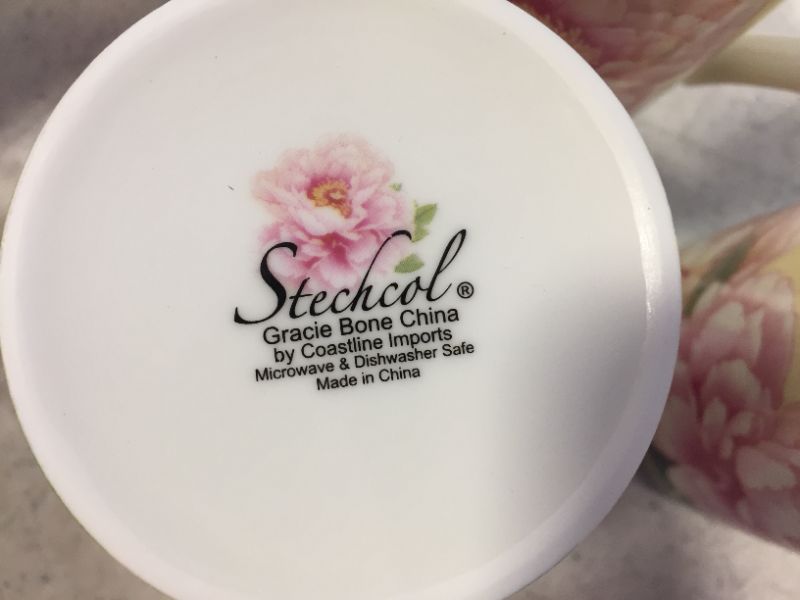 Stechcol®
Gracie Bone China
by Coastline Imports
Microwave & Dishwasher Safe
Made in China